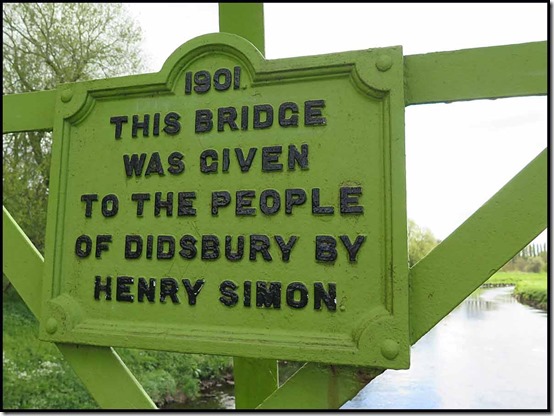 1901.
THIS BRIDGE
WAS GIVEN
TO THE PEOPLE
OF DIDSBURY BY
HENRY SIMON.